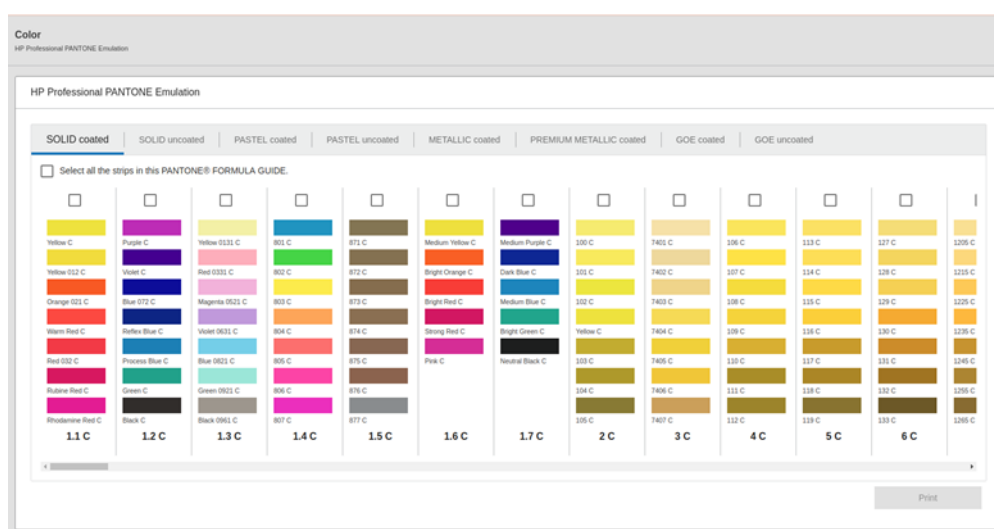 Color
HP Professional PANTONE Emulation
HP Professional PANTONE Emulation
SOLID coated SOLID uncoated PASTEL coated PASTEL uncoated METALLIC coated PREMIUM METALLIC coated GOE coated GOE uncoated
Select all the strips in this PANTONE® FORMULA GUIDE.
Yellow C Purple C Yellow 0131 C 801 C 871 C Medium Yellow C Medium Purple C 100 C 7401 C 106 C 113 C 127 C 1205 C
Yellow 012 C Violet C Red 0331 C 802 C 872 C Bright Orange C Dark Blue C 101 C 7402 C 107 C 114 C 128 C 1215 C
Orange 021 C Blue 072 C Magenta 0521 C 803 C 873 C Bright Red C Medium Blue C 102 C 7403 C 108 C 115 C 129 C 1225 C
Warm Red C Reflex Blue C Violet 0631 C 804 C 874 C Strong Red C Bright Green C Yellow C 7404 C 109 C 116 C 130 C 1235 C
Red 032 C Process Blue C Blue 0821 C 805 C 875 C Pink C Neutral Black C 103 C 7405 C 110 C 117 C 131 C 1245 C
Rubine Red C Green C Green 0921 C 806 C 876 C 104 C 7406 C 111 C 118 C 132 C 1255 C
Rhodamine Red C Black C Black 0961 C 807 C 877 C 105 C 7407 C 112 C 119 C 133 C 1265 C
1.1 C 1.2 C 1.3 C 1.4 C 1.5 C 1.6 C 1.7 C 2 C 3 C 4 C 5 C 6 C
Print